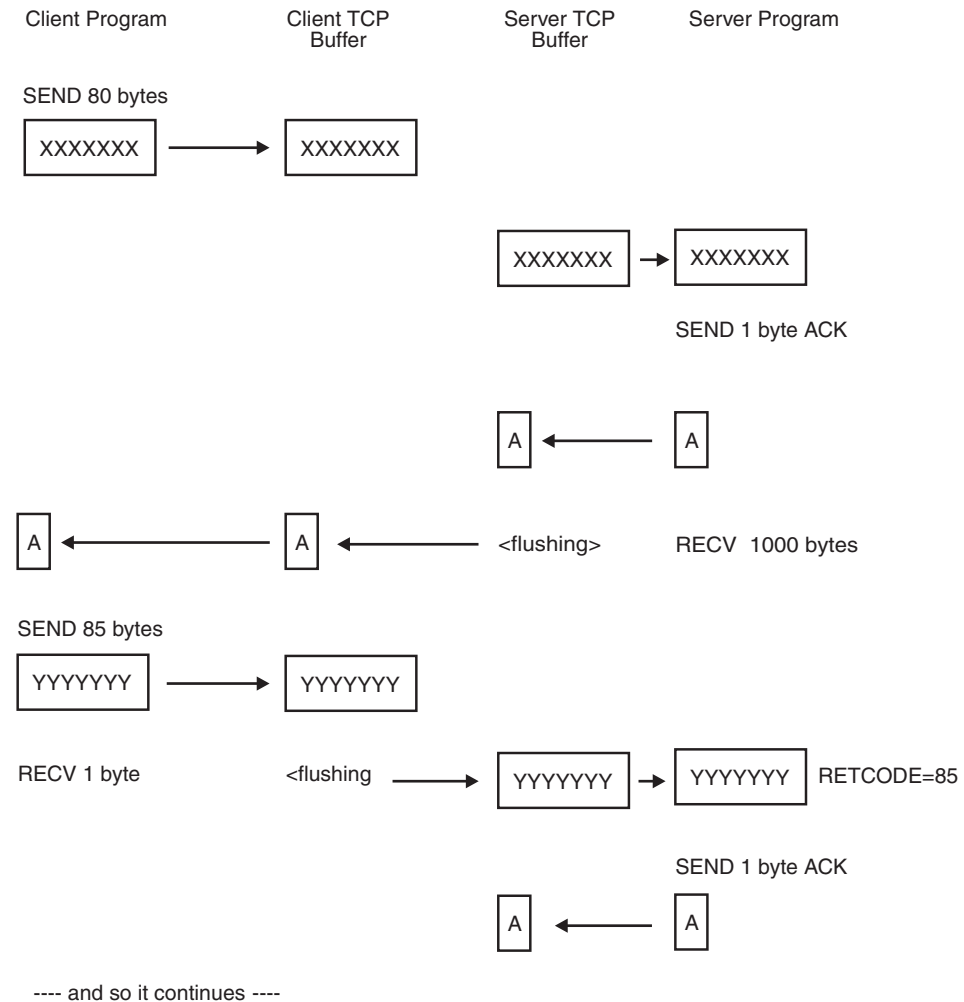 Client Program Client TCP Buffer Server TCP Buffer Server Program
SEND 80 bytes
XXXXXXX XXXXXXX
XXXXXXX XXXXXXX
SEND 1 byte ACK
A A
A A <flushing> RECV 1000 bytes
SEND 85 bytes
YYYYYYY YYYYYYY
RECV 1 byte <flushing YYYYYYY YYYYYYY RETCODE=85
SEND 1 byte ACK
A A
---- and so it continues ----